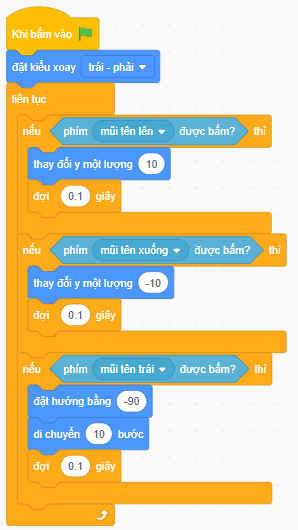 Khi bấm vào
đặt kiểu xoay trái - phải
liên tục
nếu phím mũi tên lên được bấm? thì
thay đổi y một lượng 10
đợi 0.1 giây
nếu phím mũi tên xuống được bấm? thì
thay đổi y một lượng -10
đợi 0.1 giây
nếu phím mũi tên trái được bấm? thì
đặt hướng bằng -90
di chuyển 10 bước
đợi 0.1 giây